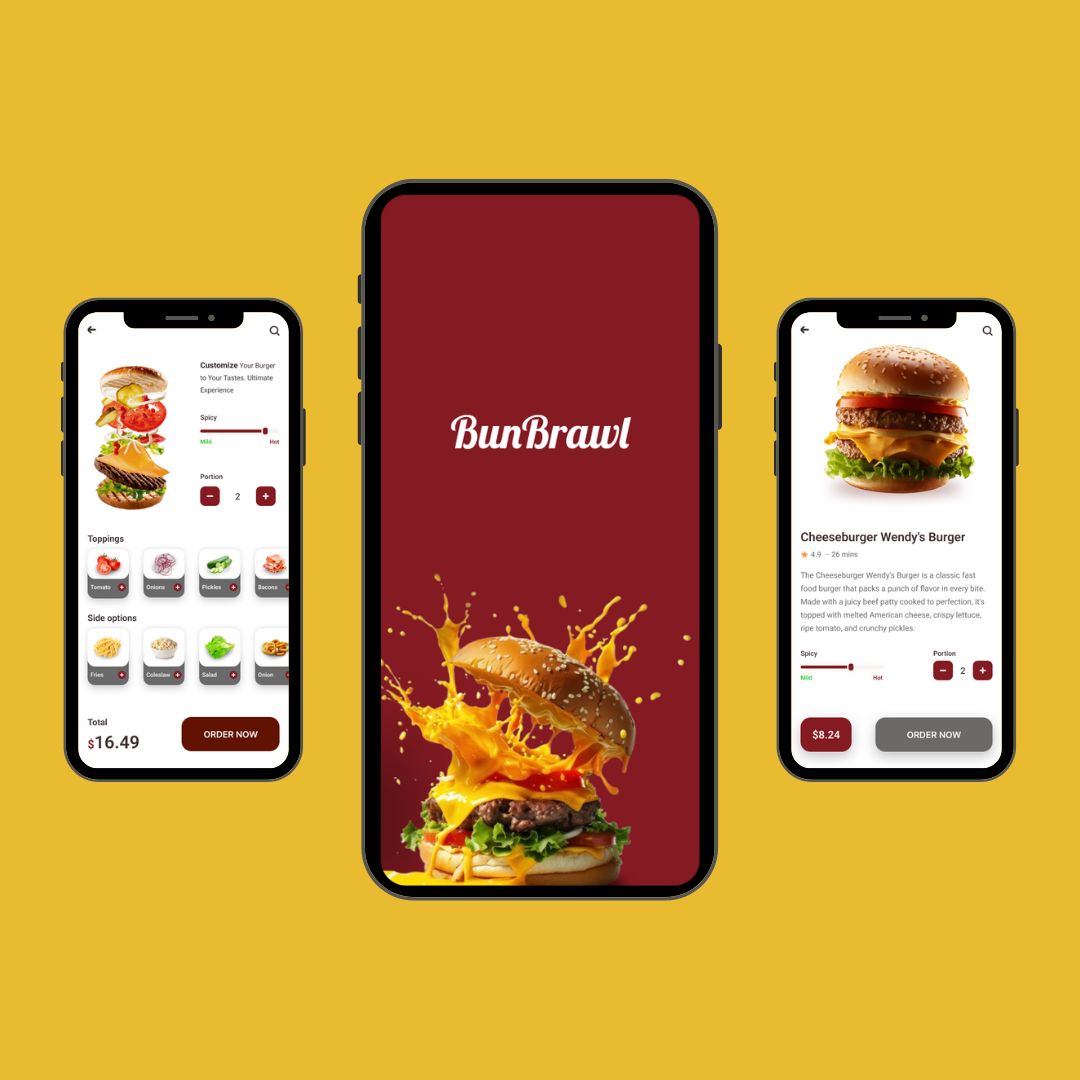 Customize Your Burger
to Your Tastes. Ultimate
Experience
Spicy
Mild Hot
Portion
2
Toppings
Tomato Onions Pickles Bacons
Side options
Fries Coleslaw Salad Onion
Total
$16.49
ORDER NOW
BunBrawl
Cheeseburger Wendy's Burger
4.9 — 26 mins
The Cheeseburger Wendy's Burger is a classic fast
food burger that packs a punch of flavor in every bite.
Made with a juicy beef patty cooked to perfection, it's
topped with melted American cheese, crispy lettuce,
ripe tomato, and crunchy pickles.
Spicy Portion
2
Mild Hot
$8.24 ORDER NOW